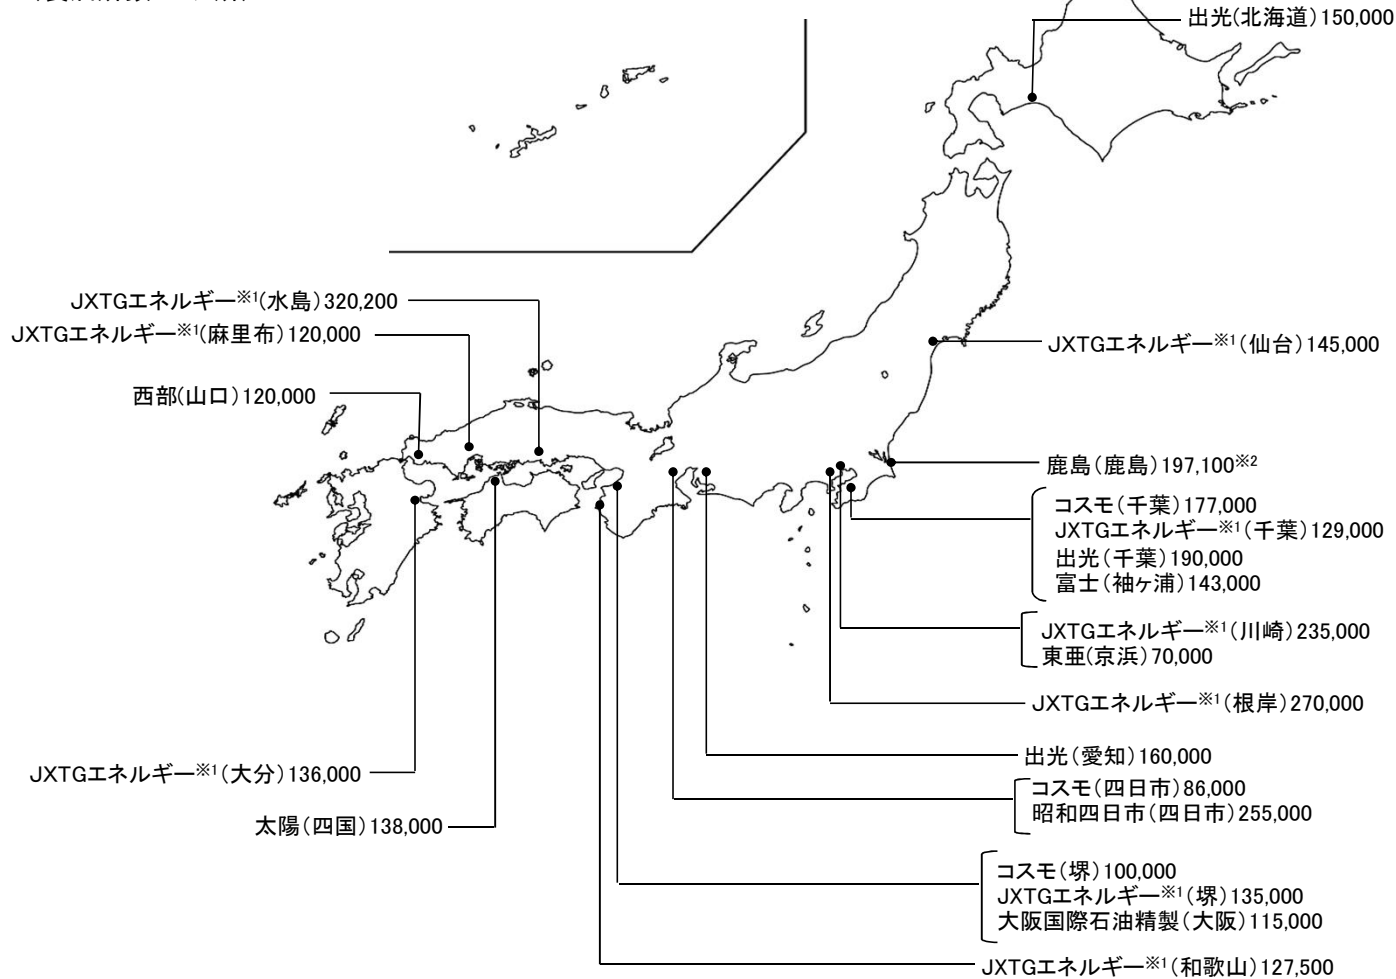 出光(北海道)150,000
JXTGエネルギー※1(水島)320,200
JXTGエネルギー※1(麻里布)120,000
西部(山口)120,000
JXTGエネルギー※1(仙台)145,000
鹿島(鹿島)197,100※2
コスモ(千葉)177,000
JXTGエネルギー※1(千葉)129,000
出光(千葉)190,000
富士(袖ヶ浦)143,000
JXTGエネルギー※1(川崎)235,000
東亜(京浜)70,000
JXTGエネルギー※1(根岸)270,000
出光(愛知)160,000
コスモ(四日市)86,000
昭和四日市(四日市)255,000
JXTGエネルギー※1(大分)136,000
太陽(四国)138,000
コスモ(堺)100,000
JXTGエネルギー※1(堺)135,000
大阪国際石油精製(大阪)115,000
JXTGエネルギー※1(和歌山)127,500